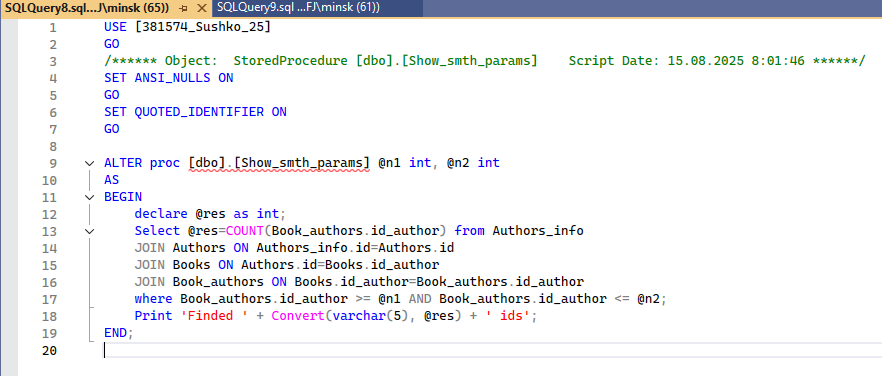 SQLQuery8.sql...J\minsk (65)) SQLQuery9.sql ...FJ\minsk (61))
1 USE [381574_Sushko_25]
2 GO
3 /****** Object:  StoredProcedure [dbo].[Show_smth_params]    Script Date: 15.08.2025 8:01:46 ******/
4 SET ANSI_NULLS ON
5 GO
6 SET QUOTED_IDENTIFIER ON
7 GO
8
9 ALTER proc [dbo].[Show_smth_params] @n1 int, @n2 int
10 AS
11 BEGIN
12     declare @res as int;
13     Select @res=COUNT(Book_authors.id_author) from Authors_info
14     JOIN Authors ON Authors_info.id=Authors.id
15     JOIN Books ON Authors.id=Books.id_author
16     JOIN Book_authors ON Books.id_author=Book_authors.id_author
17     where Book_authors.id_author >= @n1 AND Book_authors.id_author <= @n2;
18     Print 'Finded ' + Convert(varchar(5), @res) + ' ids';
19 END;
20